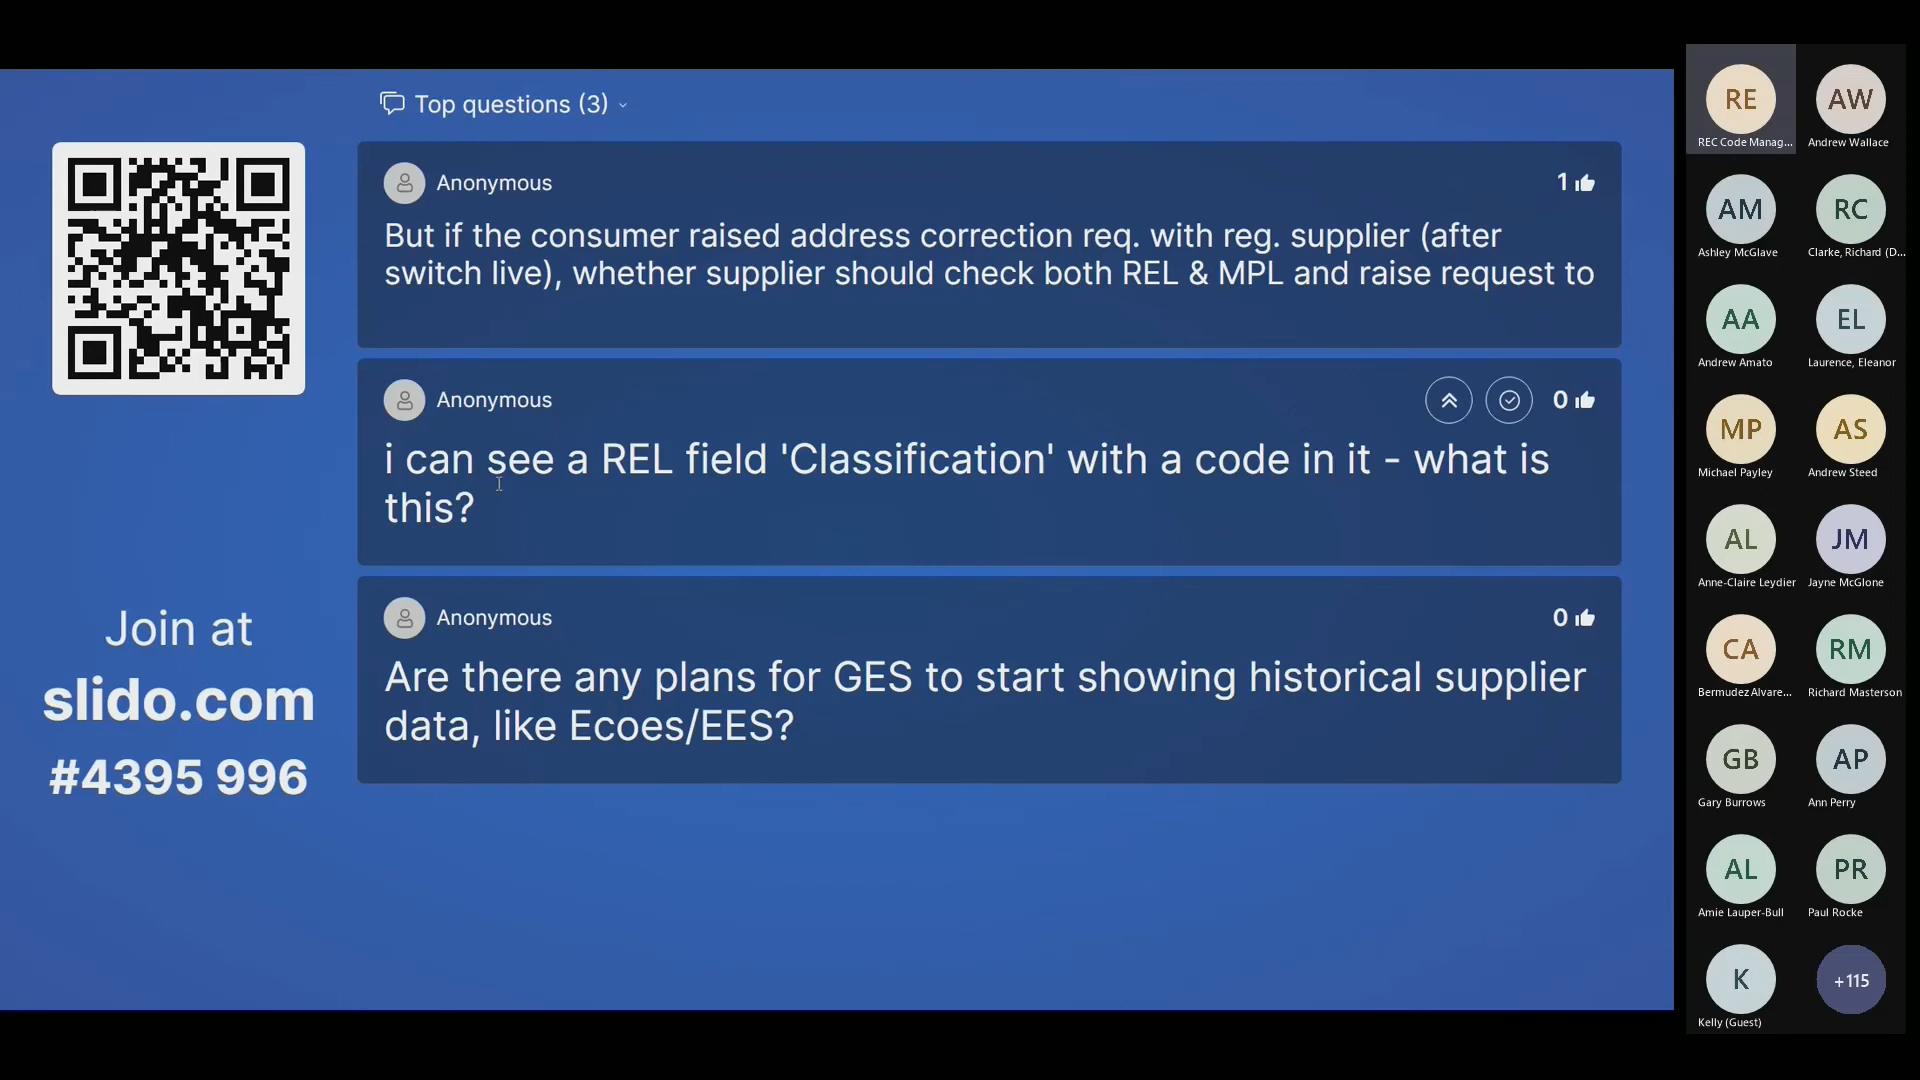 Top questions (3)
Anonymous
1
But if the consumer raised address correction req. with reg. supplier (after
switch live), whether supplier should check both REL & MPL and raise request to
Anonymous
0
i can see a REL field 'Classification' with a code in it - what is
this?
Anonymous
0
Are there any plans for GES to start showing historical supplier
data, like Ecoes/EES?
Join at
slido.com
#4395 996
RE
REC Code Manag...
AW
Andrew Wallace
AM
Ashley McGlave
RC
Clarke, Richard (D...
AA
Andrew Amato
EL
Laurence, Eleanor
MP
Michael Payley
AS
Andrew Steed
AL
Anne-Claire Leydier
JM
Jayne McGlone
CA
Bermudez Alvare...
RM
Richard Masterson
GB
Gary Burrows
AP
Ann Perry
AL
Amie Lauper-Bull
PR
Paul Rocke
K
Kelly (Guest)
+115